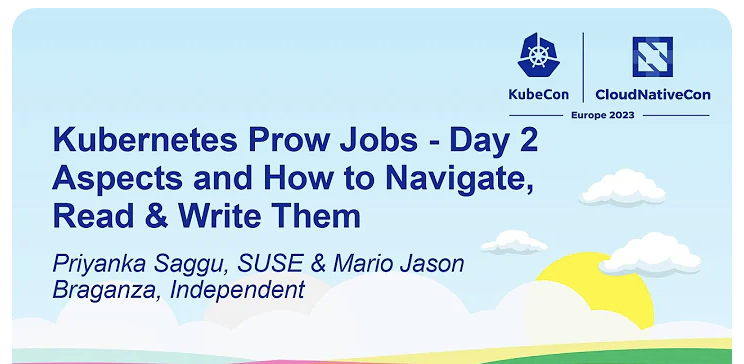 KubeCon
CloudNativeCon
Europe 2023
Kubernetes Prow Jobs - Day 2
Aspects and How to Navigate,
Read & Write Them
Priyanka Saggu, SUSE & Mario Jason
Braganza, Independent